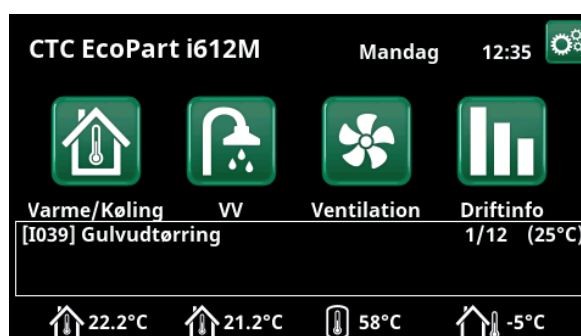 CTC EcoPart i612M Mandag 12:35
Varme/Køling VV Ventilation Driftinfo
[I039] Gulvudtørring 1/12 (25°C)
22.2°C 21.2°C 58°C -5°C